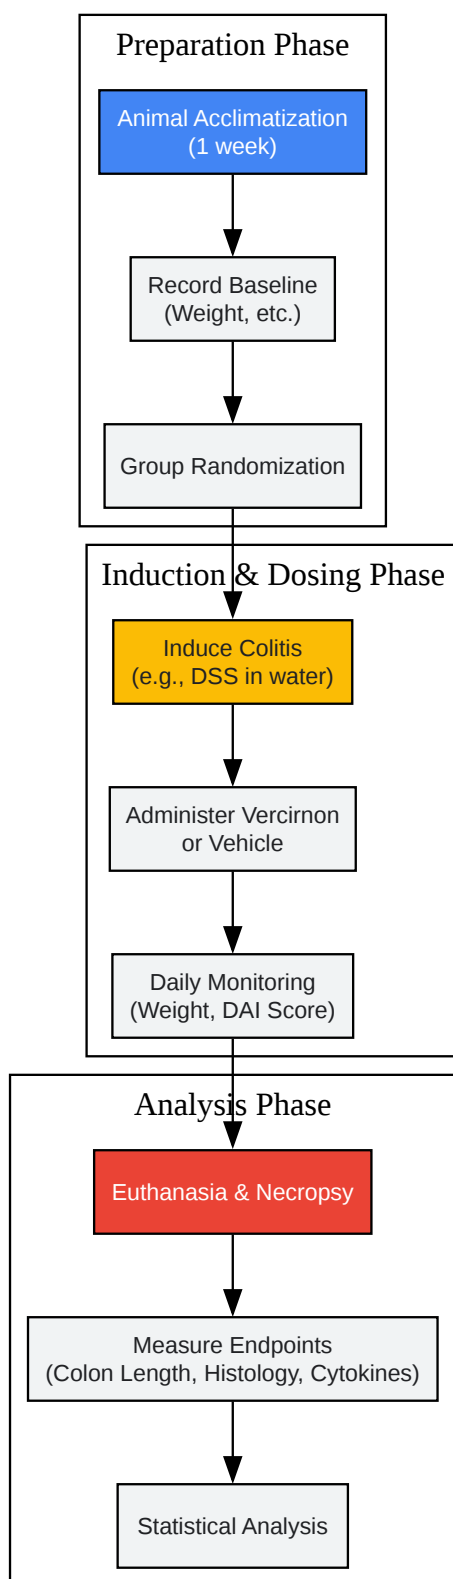 Preparation Phase
Animal Acclimatization
(1 week)
Record Baseline
(Weight, etc.)
Group Randomization
Induction & Dosing Phase
Induce Colitis
(e.g., DSS in water)
Administer Vercirnon
or Vehicle
Daily Monitoring
(Weight, DAI Score)
Analysis Phase
Euthanasia & Necropsy
Measure Endpoints
(Colon Length, Histology, Cytokines)
Statistical Analysis